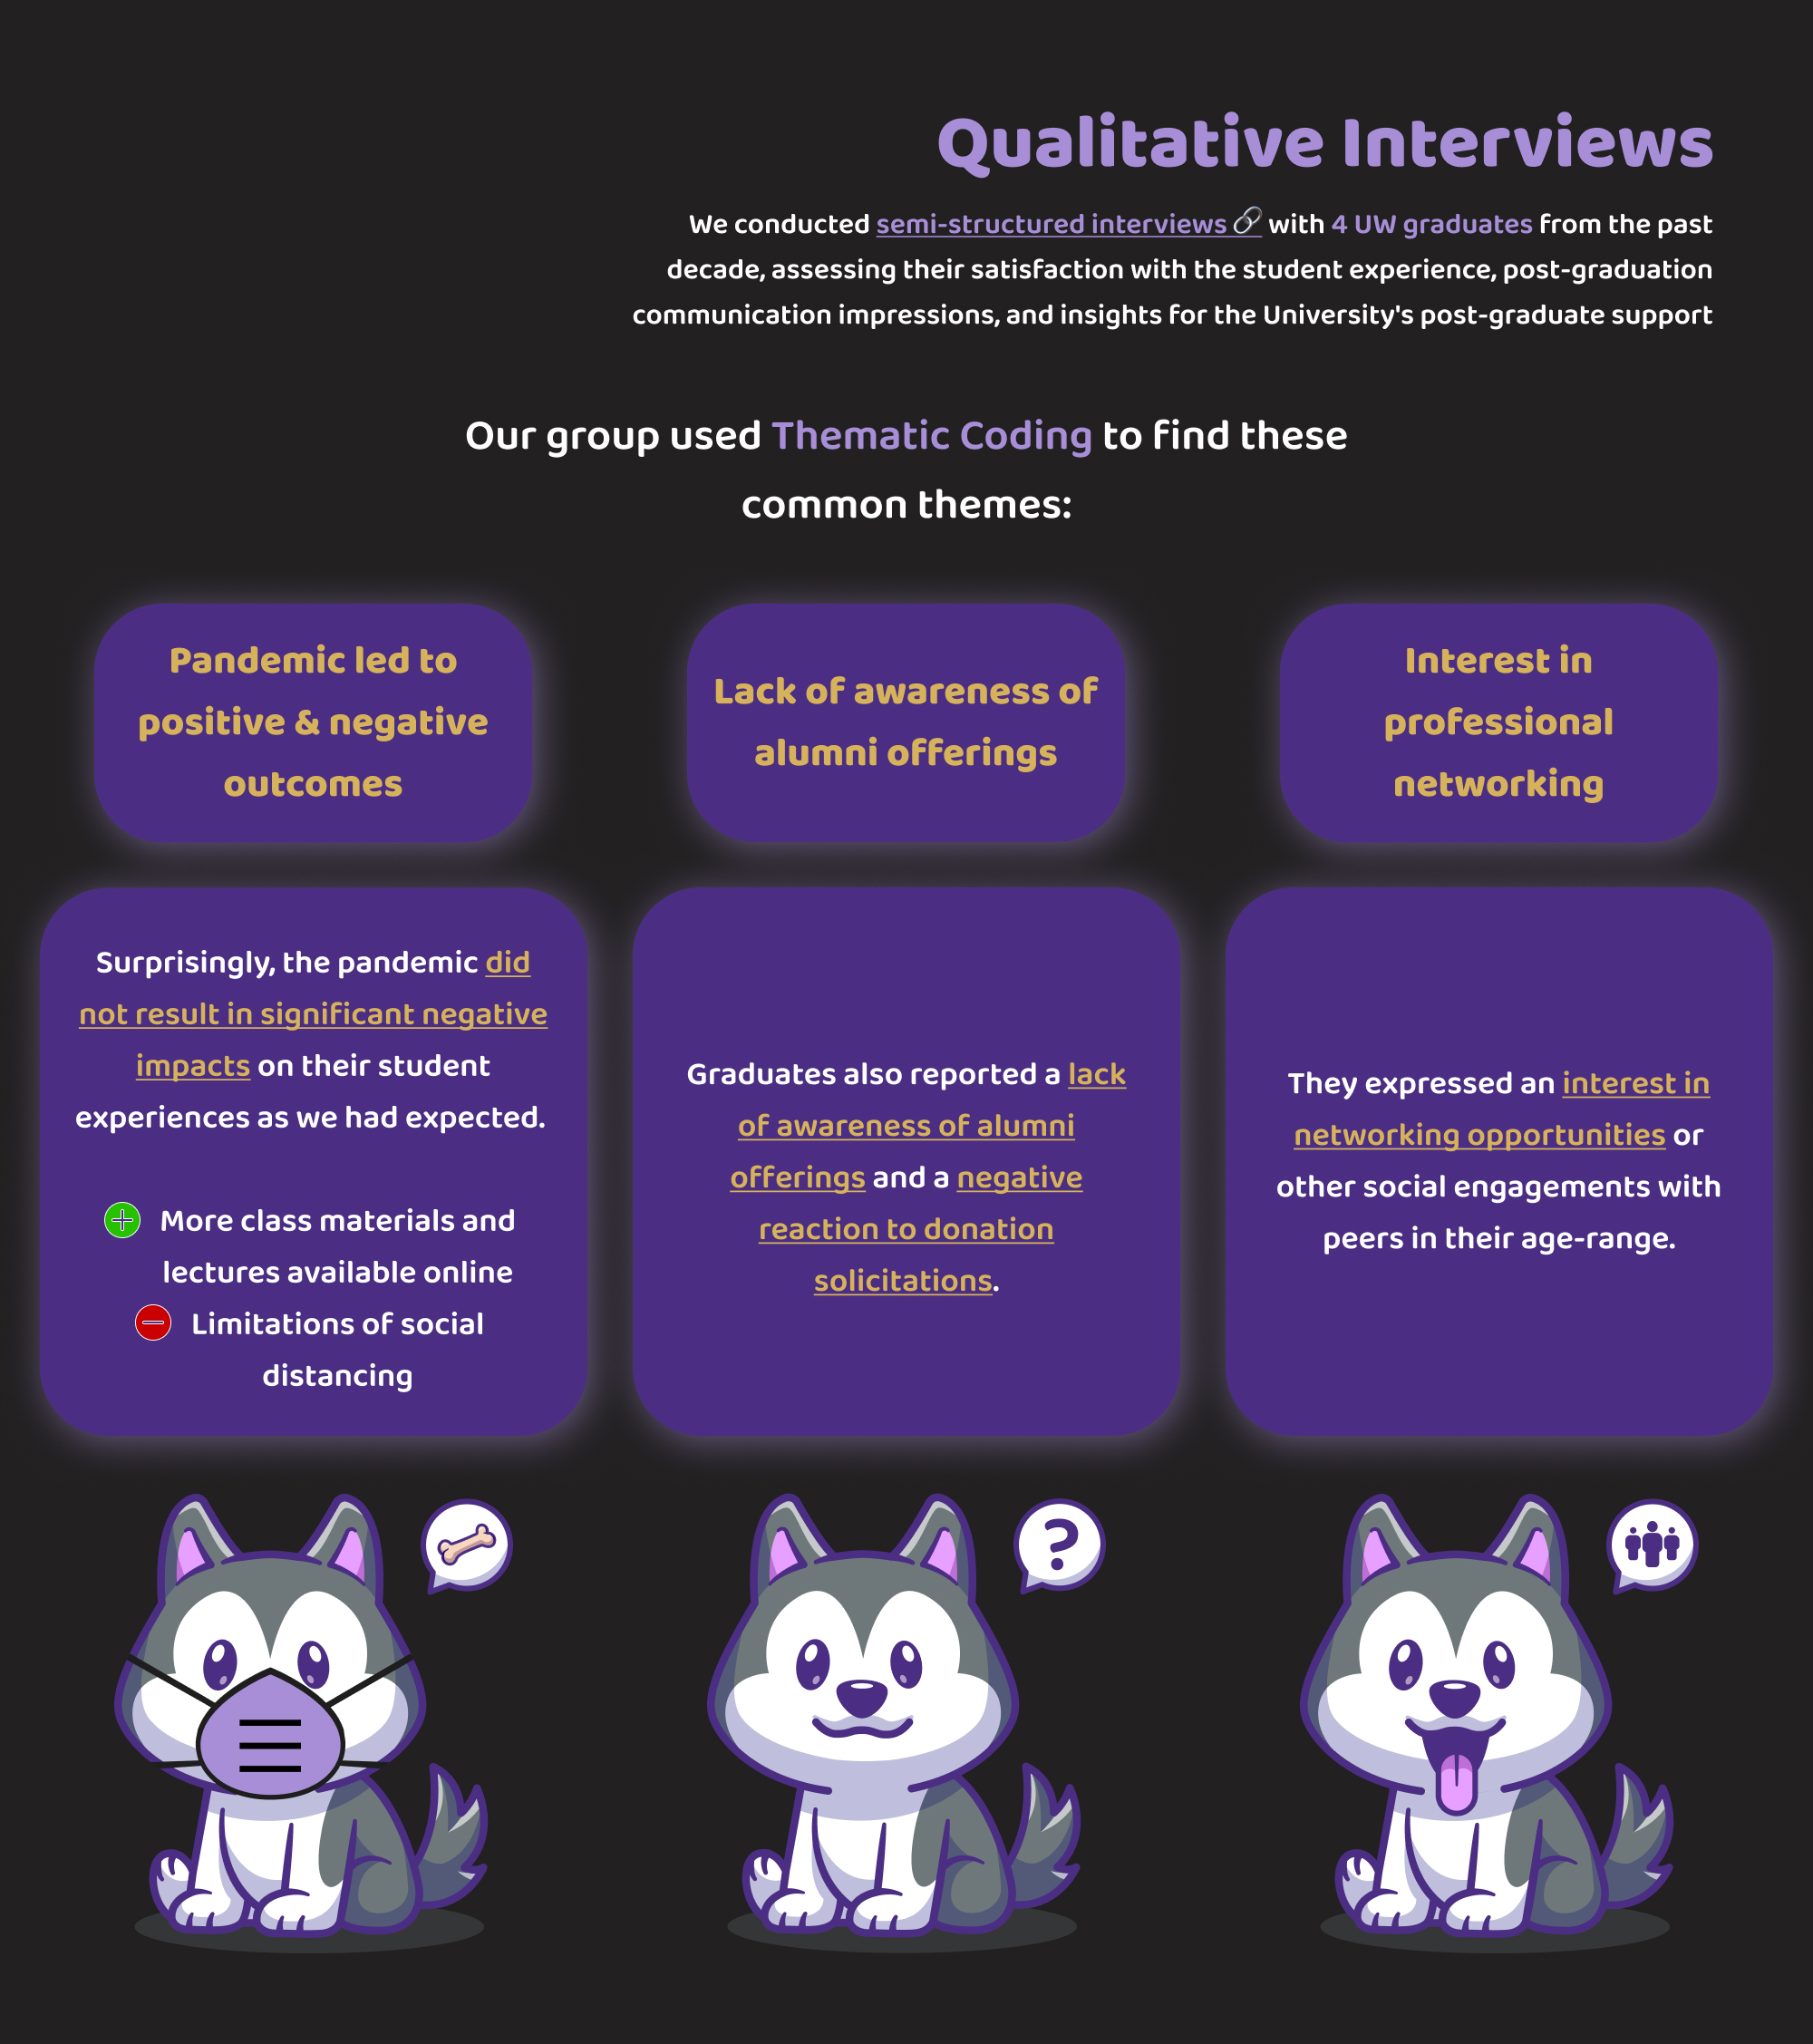 Qualitative Interviews
We conducted semi-structured interviews🔗 with 4 UW graduates from the past
decade, assessing their satisfaction with the student experience, post-graduation
communication impressions, and insights for the University's post-graduate support
Our group used Thematic Coding to find these
common themes:
Pandemic led to
positive & negative
outcomes
Surprisingly, the pandemic did
not result in significant negative
impacts on their student
experiences as we had expected.
More class materials and
lectures available online
Limitations of social
distancing
Lack of awareness of
alumni offerings
Graduates also reported a lack
of awareness of alumni
offerings and a negative
reaction to donation
solicitations.
Interest in
professional
networking
They expressed an interest in
networking opportunities or
other social engagements with
peers in their age-range.
?